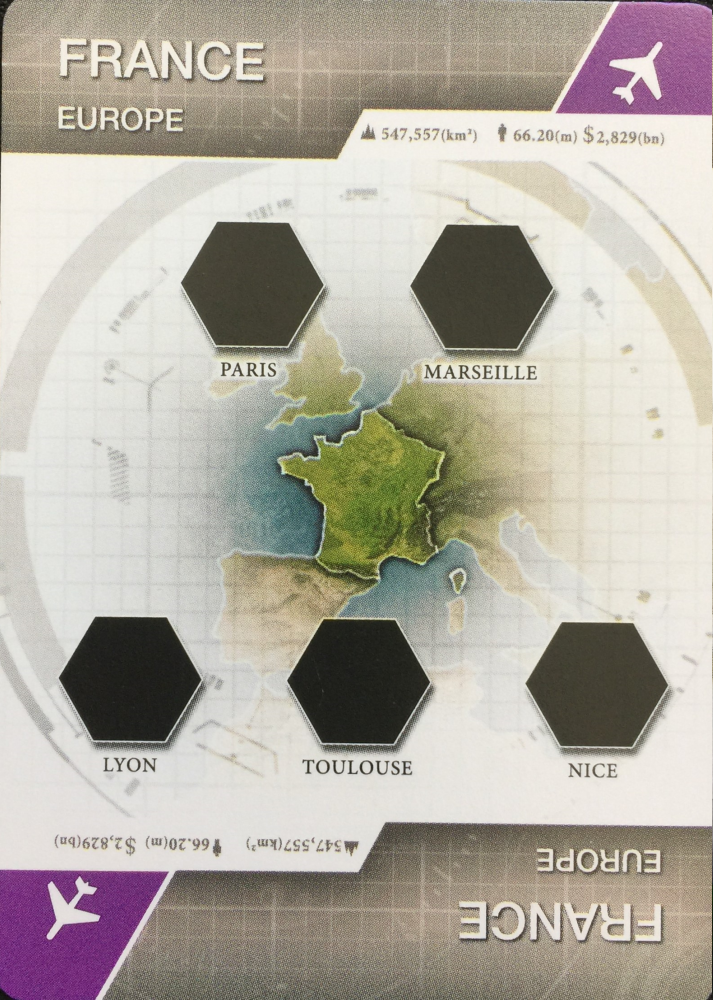 FRANCE
EUROPE
547,557(km²) 66.20(m) $2,829(bn)
PARIS MARSEILLE
LYON TOULOUSE NICE
547,557(km²) 66.20(m) $2,829(bn)
EUROPE
FRANCE